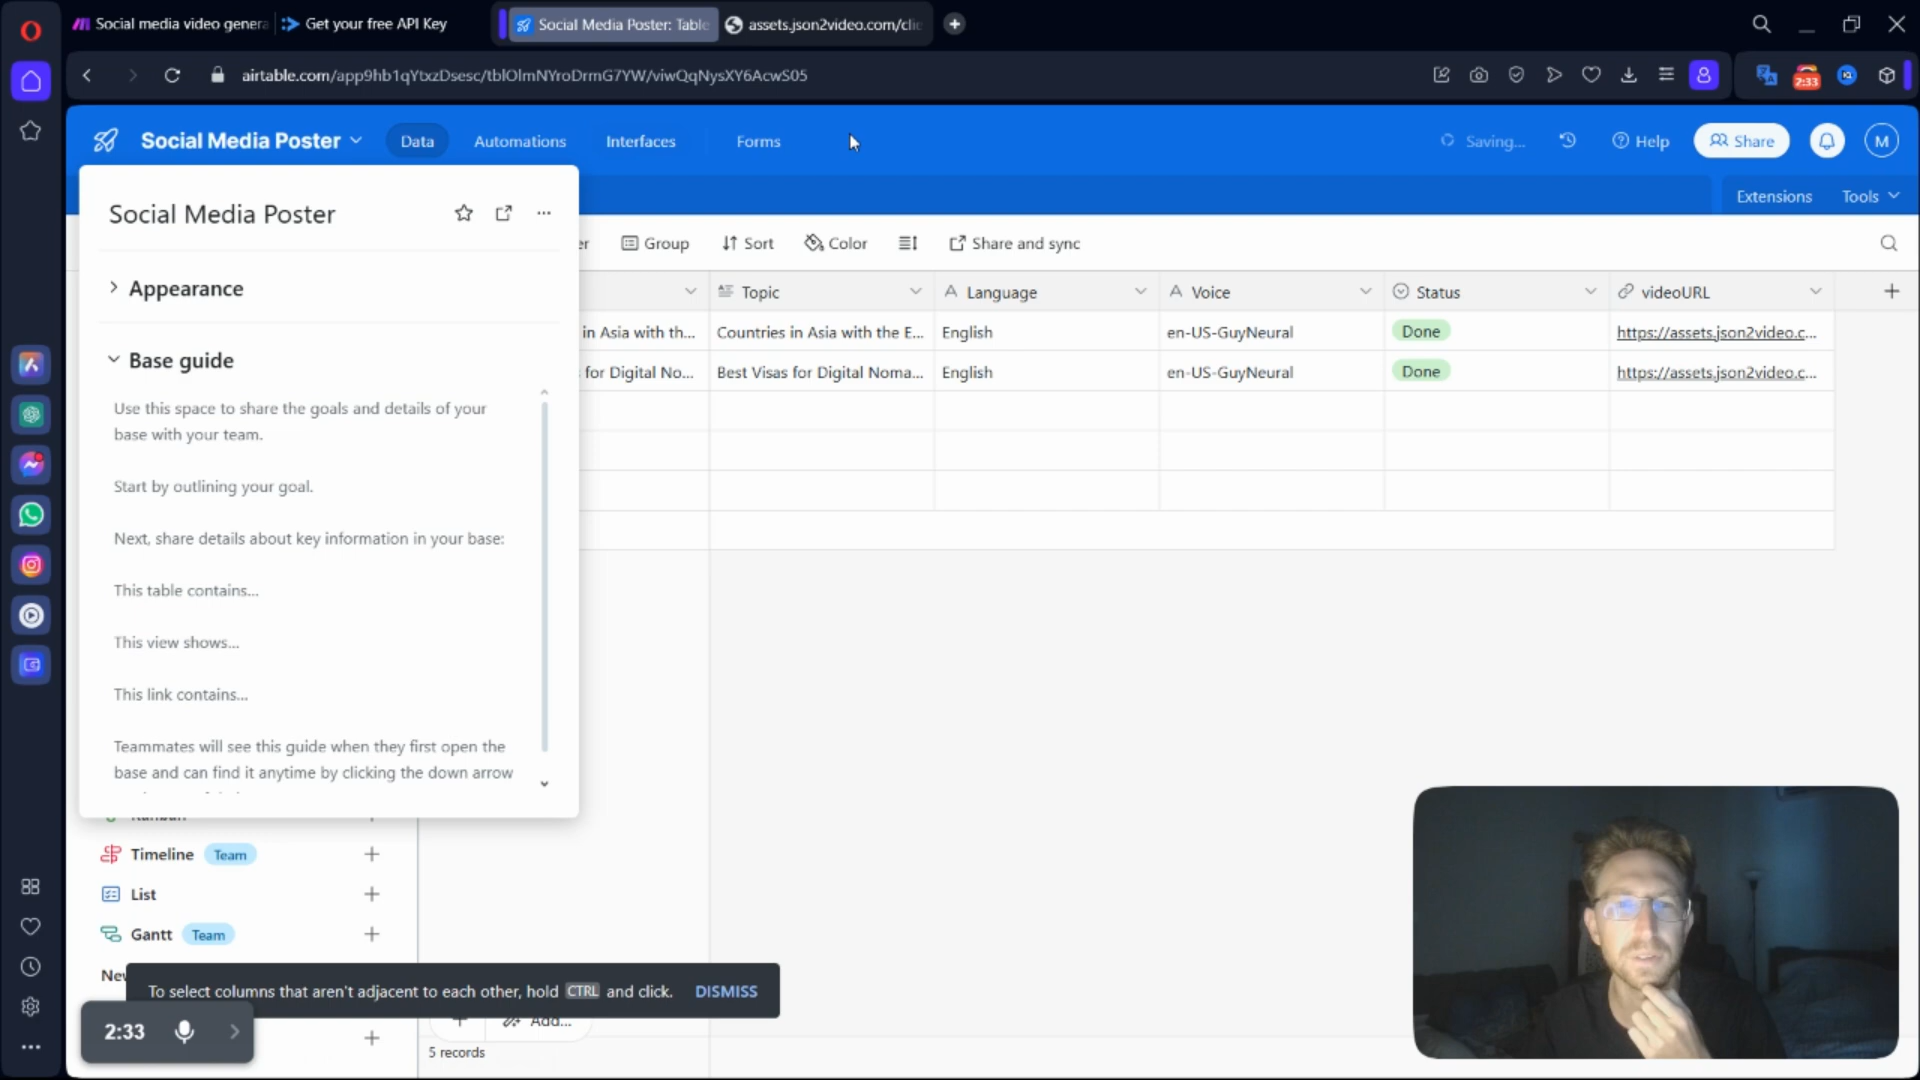 Social media video genera
Get your free API Key
Social Media Poster: Table
assets.json2video.com/clie
airtable.com/app9hb1qYtxzDsesc/tblOlmNYroDrmG7YW/viwQqNysXY6AcwS05
2:33
Social Media Poster
Data
Automations
Interfaces
Forms
Saving...
Help
Share
M
Extensions
Tools
Social Media Poster
Group
Sort
Color
Share and sync
Topic
Language
Voice
Status
videoURL
in Asia with th...
Countries in Asia with the E...
English
en-US-GuyNeural
Done
https://assets.json2video.c...
for Digital No...
Best Visas for Digital Noma...
English
en-US-GuyNeural
Done
https://assets.json2video.c...
Appearance
Base guide
Use this space to share the goals and details of your
base with your team.
Start by outlining your goal.
Next, share details about key information in your base:
This table contains...
This view shows...
This link contains...
Teammates will see this guide when they first open the
base and can find it anytime by clicking the down arrow
Kanban
Timeline
Team
List
Gantt
Team
To select columns that aren't adjacent to each other, hold CTRL and click.
DISMISS
2:33
Add...
5 records